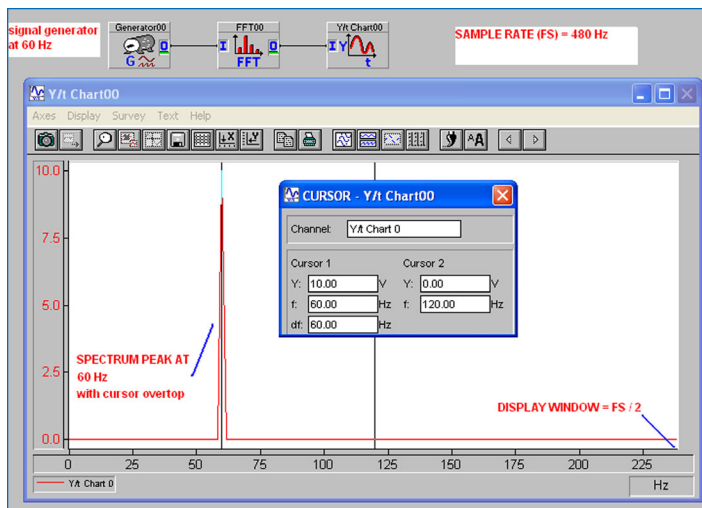 signal generator
at 60 Hz
Generator00
G
O
FFT00
I
O
FFT
Y/t Chart00
I Y
t
SAMPLE RATE (FS) = 480 Hz
Y/t Chart00
Axes Display Survey Text Help
10.0
7.5
5.0
2.5
0.0
CURSOR - Y/t Chart00
Channel: Y/t Chart 0
Cursor 1 Cursor 2
Y: 10.00 V Y: 0.00 V
f: 60.00 Hz f: 120.00 Hz
df: 60.00 Hz
SPECTRUM PEAK AT
60 Hz
with cursor overtop
DISPLAY WINDOW = FS / 2
0 25 50 75 100 125 150 175 200 225
Y/t Chart 0
Hz